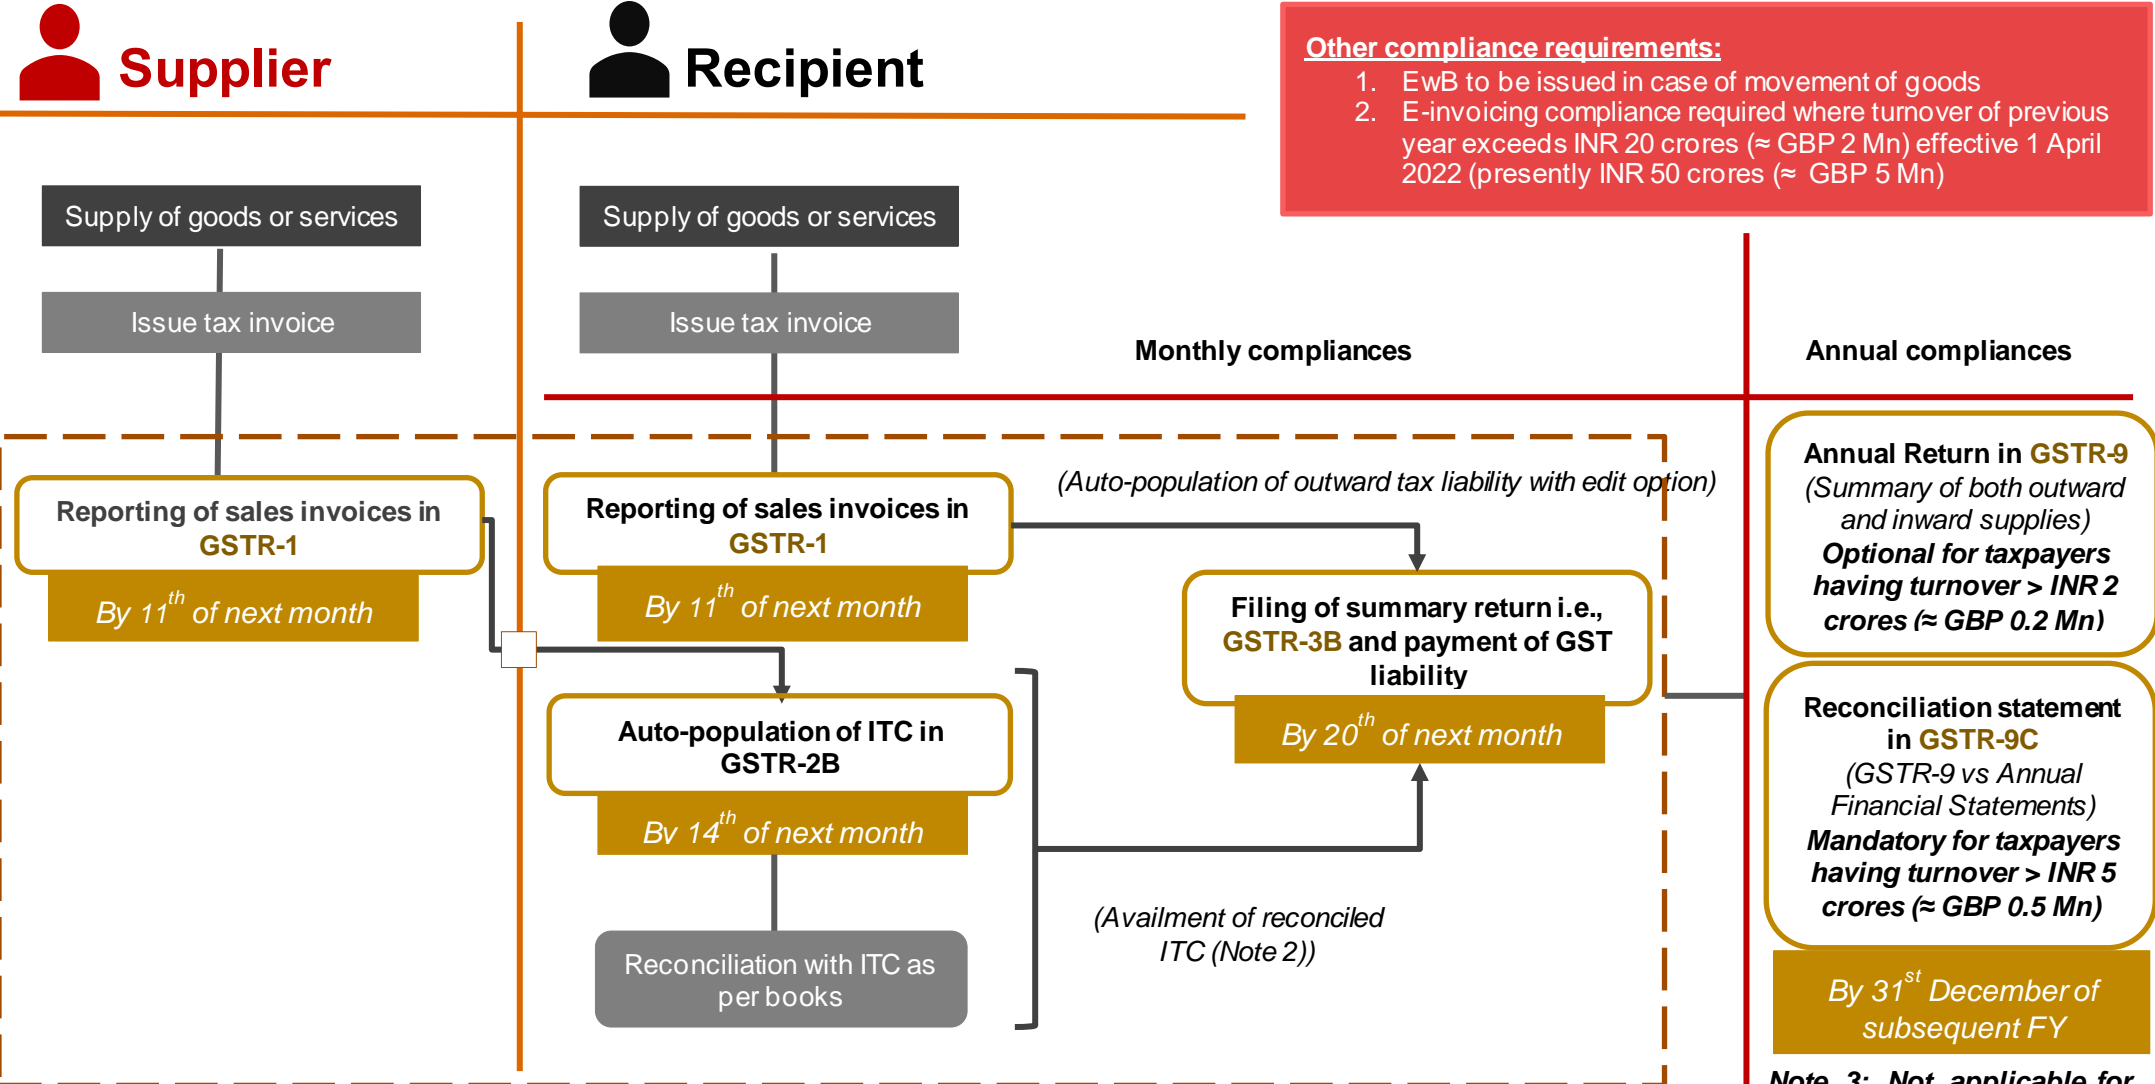 Supplier
Recipient
Other compliance requirements:
1. EwB to be issued in case of movement of goods
2. E-invoicing compliance required where turnover of previous
year exceeds INR 20 crores (≈ GBP 2 Mn) effective 1 April
2022 (presently INR 50 crores (≈ GBP 5 Mn)
Supply of goods or services
Issue tax invoice
Supply of goods or services
Issue tax invoice
Monthly compliances
Annual compliances
Reporting of sales invoices in
GSTR-1
By 11th of next month
Reporting of sales invoices in
GSTR-1
By 11th of next month
(Auto-population of outward tax liability with edit option)
Filing of summary return i.e.,
GSTR-3B and payment of GST
liability
By 20th of next month
Auto-population of ITC in
GSTR-2B
By 14th of next month
Reconciliation with ITC as
per books
(Availment of reconciled
ITC (Note 2))
Annual Return in GSTR-9
(Summary of both outward
and inward supplies)
Optional for taxpayers
having turnover > INR 2
crores (≈ GBP 0.2 Mn)
Reconciliation statement
in GSTR-9C
(GSTR-9 vs Annual
Financial Statements)
Mandatory for taxpayers
having turnover > INR 5
crores (≈ GBP 0.5 Mn)
By 31st December of
subsequent FY
Note 3: Not applicable for